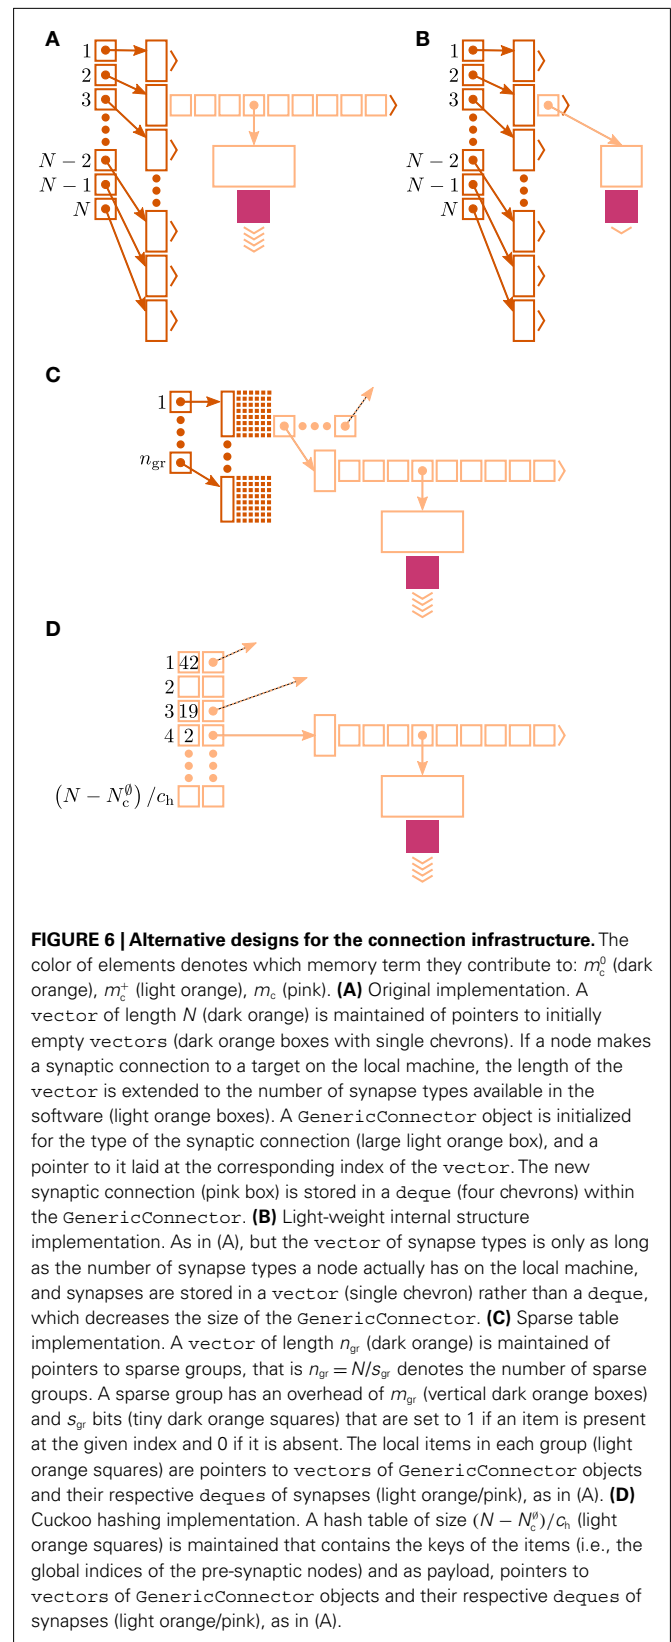 A
B
1
2
3
N − 2
N − 1
N
1
2
3
N − 2
N − 1
N
C
1
n_gr
D
1 42
2
3 19
4 2
(N − N_c^∅) /c_h
FIGURE 6 | Alternative designs for the connection infrastructure. The
color of elements denotes which memory term they contribute to: m_c^0 (dark
orange), m_c^+ (light orange), m_c (pink). (A) Original implementation. A
vector of length N (dark orange) is maintained of pointers to initially
empty vectors (dark orange boxes with single chevrons). If a node makes
a synaptic connection to a target on the local machine, the length of the
vector is extended to the number of synapse types available in the
software (light orange boxes). A GenericConnector object is initialized
for the type of the synaptic connection (large light orange box), and a
pointer to it laid at the corresponding index of the vector. The new
synaptic connection (pink box) is stored in a deque (four chevrons) within
the GenericConnector. (B) Light-weight internal structure
implementation. As in (A), but the vector of synapse types is only as long
as the number of synapse types a node actually has on the local machine,
and synapses are stored in a vector (single chevron) rather than a deque,
which decreases the size of the GenericConnector. (C) Sparse table
implementation. A vector of length n_gr (dark orange) is maintained of
pointers to sparse groups, that is n_gr = N/s_gr denotes the number of sparse
groups. A sparse group has an overhead of m_gr (vertical dark orange boxes)
and s_gr bits (tiny dark orange squares) that are set to 1 if an item is present
at the given index and 0 if it is absent. The local items in each group (light
orange squares) are pointers to vectors of GenericConnector objects
and their respective deques of synapses (light orange/pink), as in (A). (D)
Cuckoo hashing implementation. A hash table of size (N − N_c^∅)/c_h (light
orange squares) is maintained that contains the keys of the items (i.e., the
global indices of the pre-synaptic nodes) and as payload, pointers to
vectors of GenericConnector objects and their respective deques of
synapses (light orange/pink), as in (A).